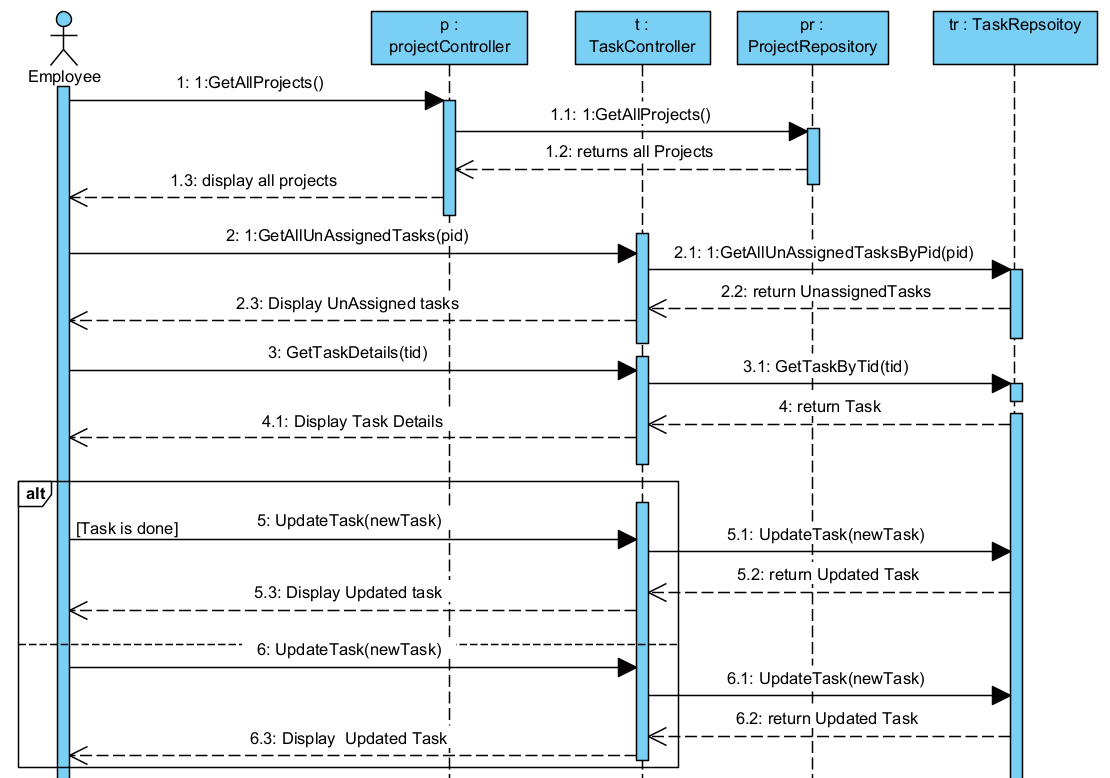 Employee
p :
projectController
t :
TaskController
pr :
ProjectRepository
tr : TaskRepsoitoy
1: 1:GetAllProjects()
1.1: 1:GetAllProjects()
1.2: returns all Projects
1.3: display all projects
2: 1:GetAllUnAssignedTasks(pid)
2.1: 1:GetAllUnAssignedTasksByPid(pid)
2.2: return UnassignedTasks
2.3: Display UnAssigned tasks
3: GetTaskDetails(tid)
3.1: GetTaskByTid(tid)
4: return Task
4.1: Display Task Details
alt
[Task is done]
5: UpdateTask(newTask)
5.1: UpdateTask(newTask)
5.2: return Updated Task
5.3: Display Updated task
6: UpdateTask(newTask)
6.1: UpdateTask(newTask)
6.2: return Updated Task
6.3: Display  Updated Task